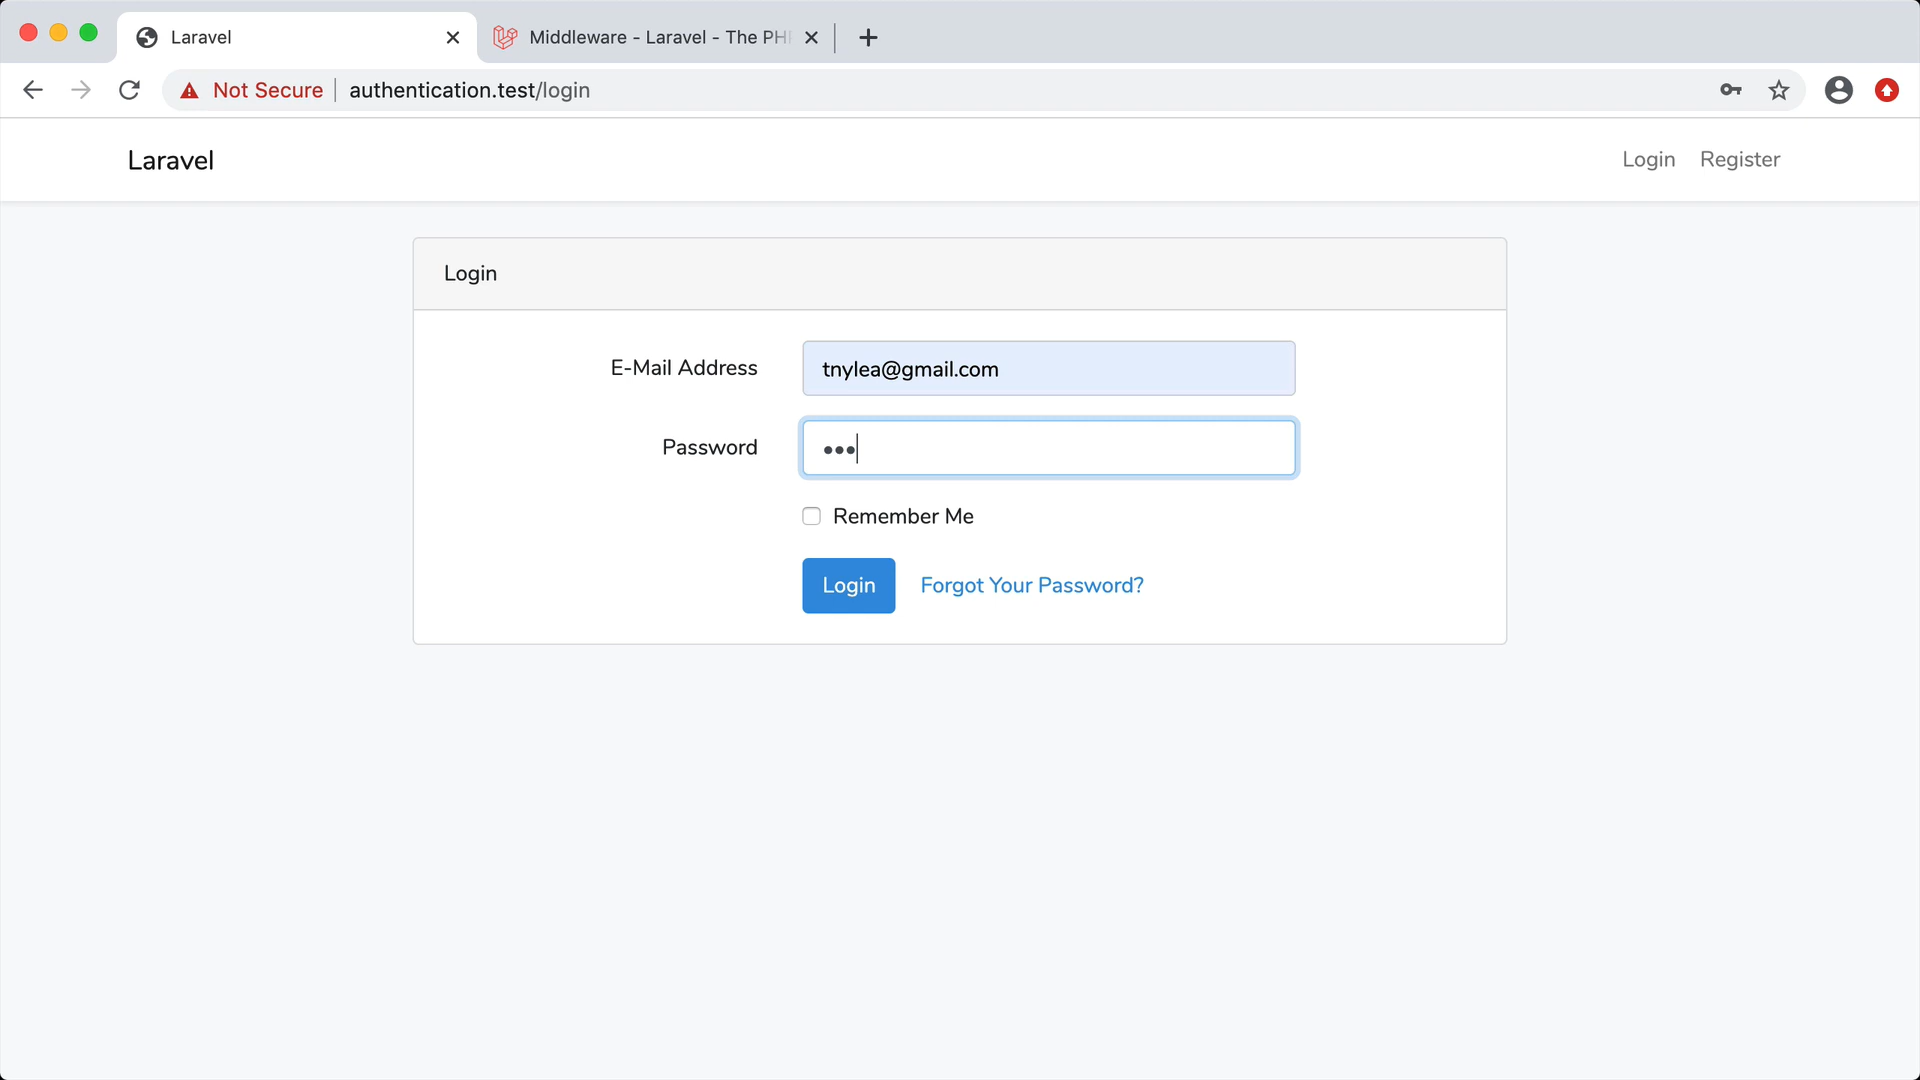 Laravel
Middleware - Laravel - The PH
Not Secure
authentication.test/login
Laravel
Login
Register
Login
E-Mail Address
tnylea@gmail.com
Password
•••
Remember Me
Login
Forgot Your Password?